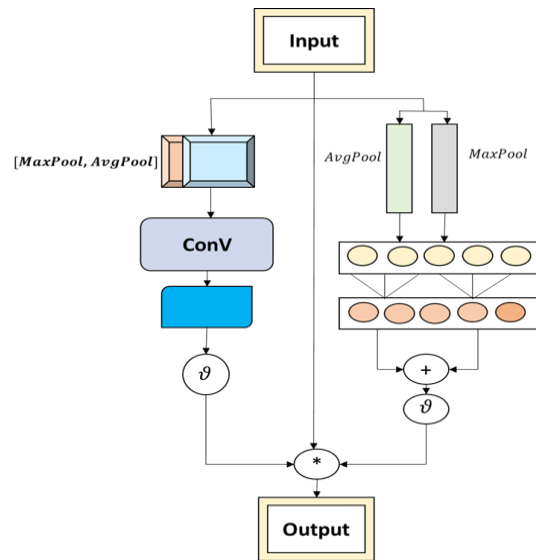 Input
[MaxPool, AvgPool]
AvgPool
MaxPool
ConV
ϑ
+
ϑ
*
Output